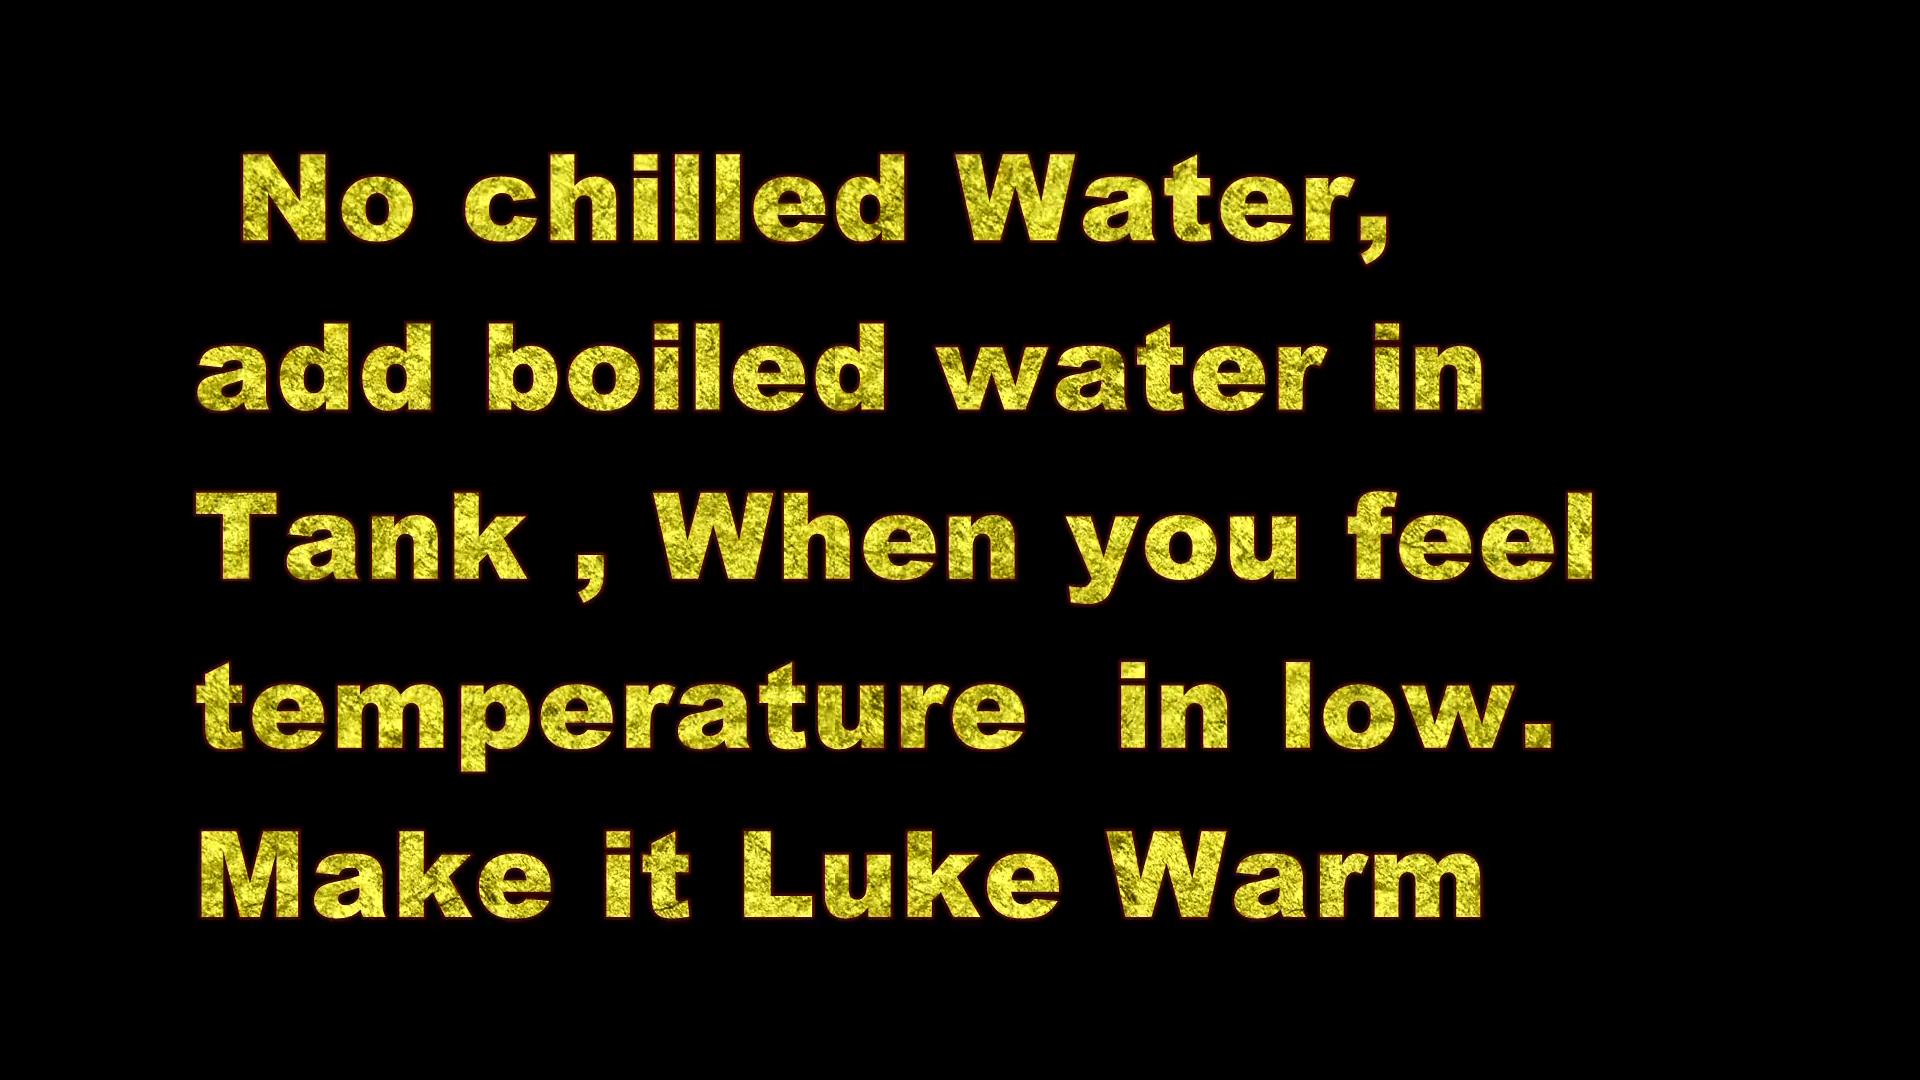 No chilled Water,
add boiled water in
Tank , When you feel
temperature  in low.
Make it Luke Warm